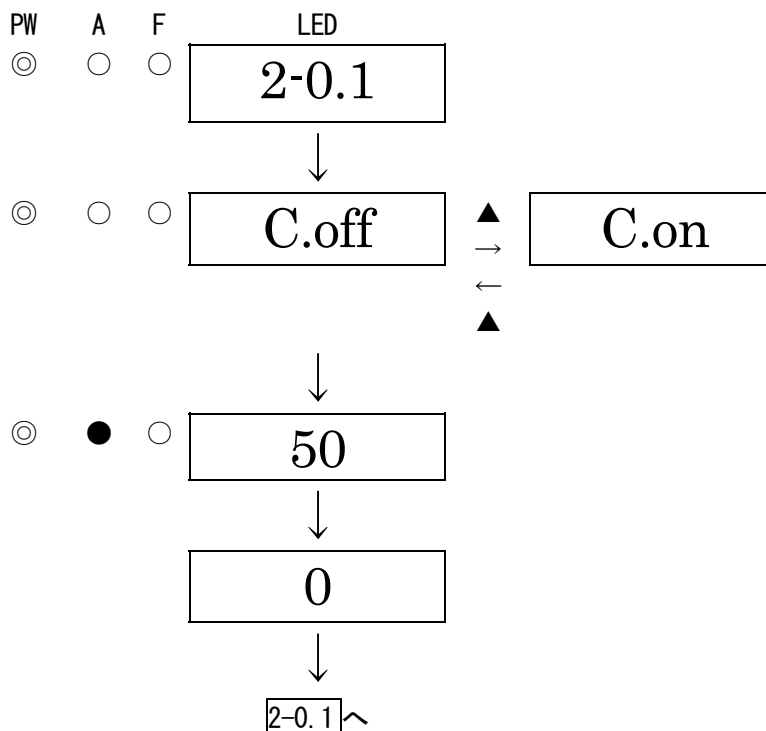 PW A F LED
◎ ○ ○ 2-0.1
↓
◎ ○ ○ C.off ▲ C.on
→
←
▲
↓
◎ ● ○ 50
↓
0
↓
2-0.1へ